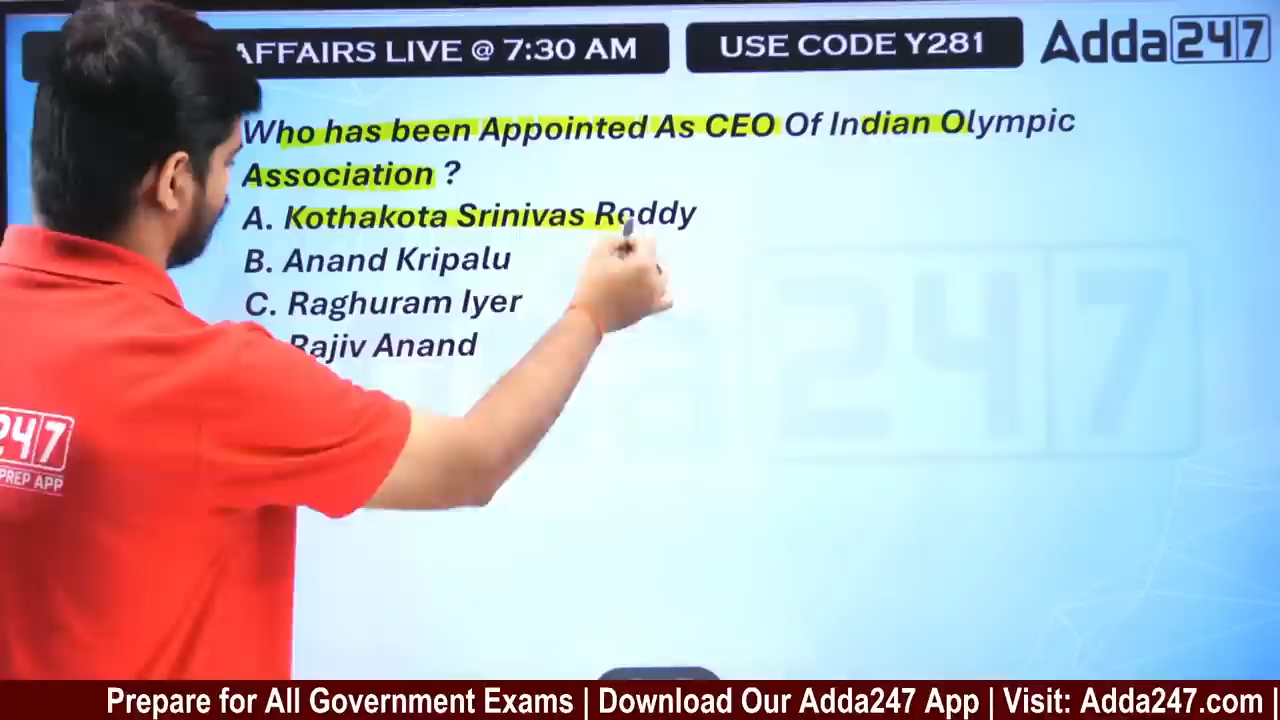 AFFAIRS LIVE @ 7:30 AM
USE CODE Y281
Adda247
Who has been Appointed As CEO Of Indian Olympic
Association ?
A. Kothakota Srinivas Reddy
B. Anand Kripalu
C. Raghuram Iyer
Rajiv Anand
247
PREP APP
Prepare for All Government Exams | Download Our Adda247 App | Visit: Adda247.com |